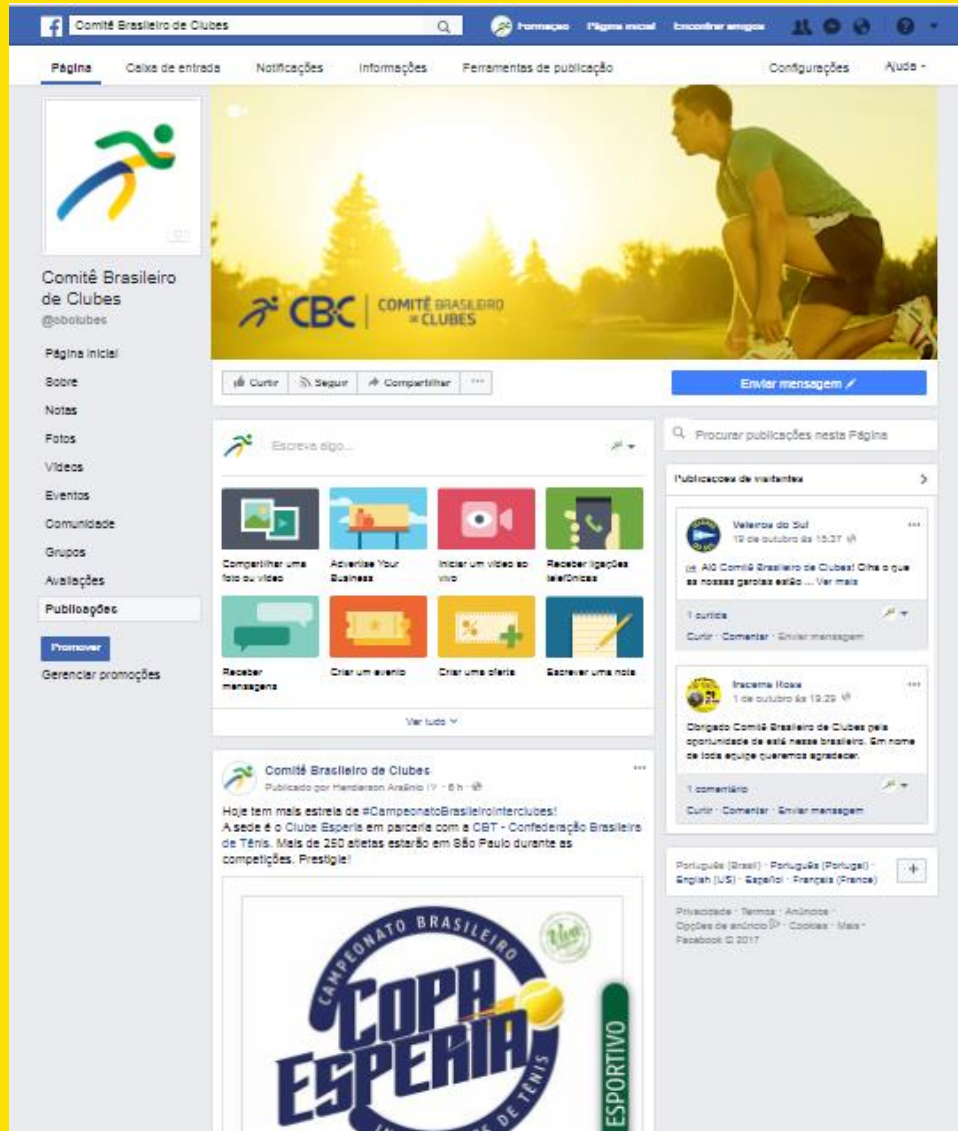 Comitê Brasileiro de Clubes
Formação Página inicial Encontrar amigos
Página Caixa de entrada Notificações Informações Ferramentas de publicação Configurações Ajuda
Comitê Brasileiro
de Clubes
@cbclubes
Página inicial
Sobre
Notas
Fotos
Vídeos
Eventos
Comunidade
Grupos
Avaliações
Publicações
Promover
Gerenciar promoções
CBC COMITÊ BRASILEIRO
DE CLUBES
Curtir Seguir Compartilhar ...
Enviar mensagem
Escreva algo...
Compartilhar uma
foto ou vídeo
Advertise Your
Business
Iniciar um vídeo ao
vivo
Receber ligações
telefônicas
Receber
mensagens
Criar um evento
Criar uma oferta
Escrever uma nota
Ver tudo
Comitê Brasileiro de Clubes
Publicado por Henderson Arsênio · 6 h ·
Hoje tem mais estreia de #CampeonatoBrasileiroInterclubes!
A sede é o Clube Esperia em parceria com a CBT - Confederação Brasileira
de Tênis. Mais de 250 atletas estarão em São Paulo durante as
competições. Prestigie!
CAMPEONATO BRASILEIRO
COPA
ESPERIA
DE TÊNIS
Viva
ESPORTIVO
Procurar publicações nesta Página
Publicações de visitantes
Veleiros do Sul
19 de outubro às 15:37
Alô Comitê Brasileiro de Clubes! Olha o que
as nossas garotas estão ... Ver mais
1 curtida
Curtir · Comentar · Enviar mensagem
Iracema Rosa
1 de outubro às 19:29
Obrigado Comitê Brasileiro de Clubes pela
oportunidade de está nesse brasileiro. Em nome
de toda equipe queremos agradecer.
1 comentário
Curtir · Comentar · Enviar mensagem
Português (Brasil) · Português (Portugal) ·
English (US) · Español · Français (France)
Privacidade · Termos · Anúncios ·
Opções de anúncio · Cookies · Mais
Facebook © 2017